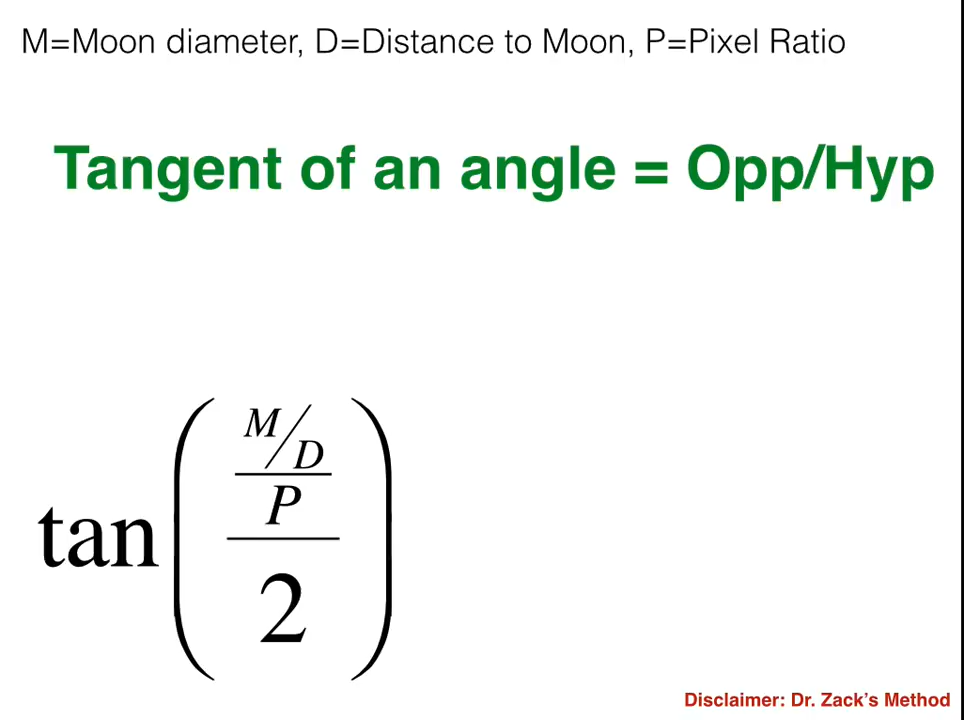 M=Moon diameter, D=Distance to Moon, P=Pixel Ratio
Tangent of an angle = Opp/Hyp
M/D
P
tan( )
2
Disclaimer: Dr. Zack's Method